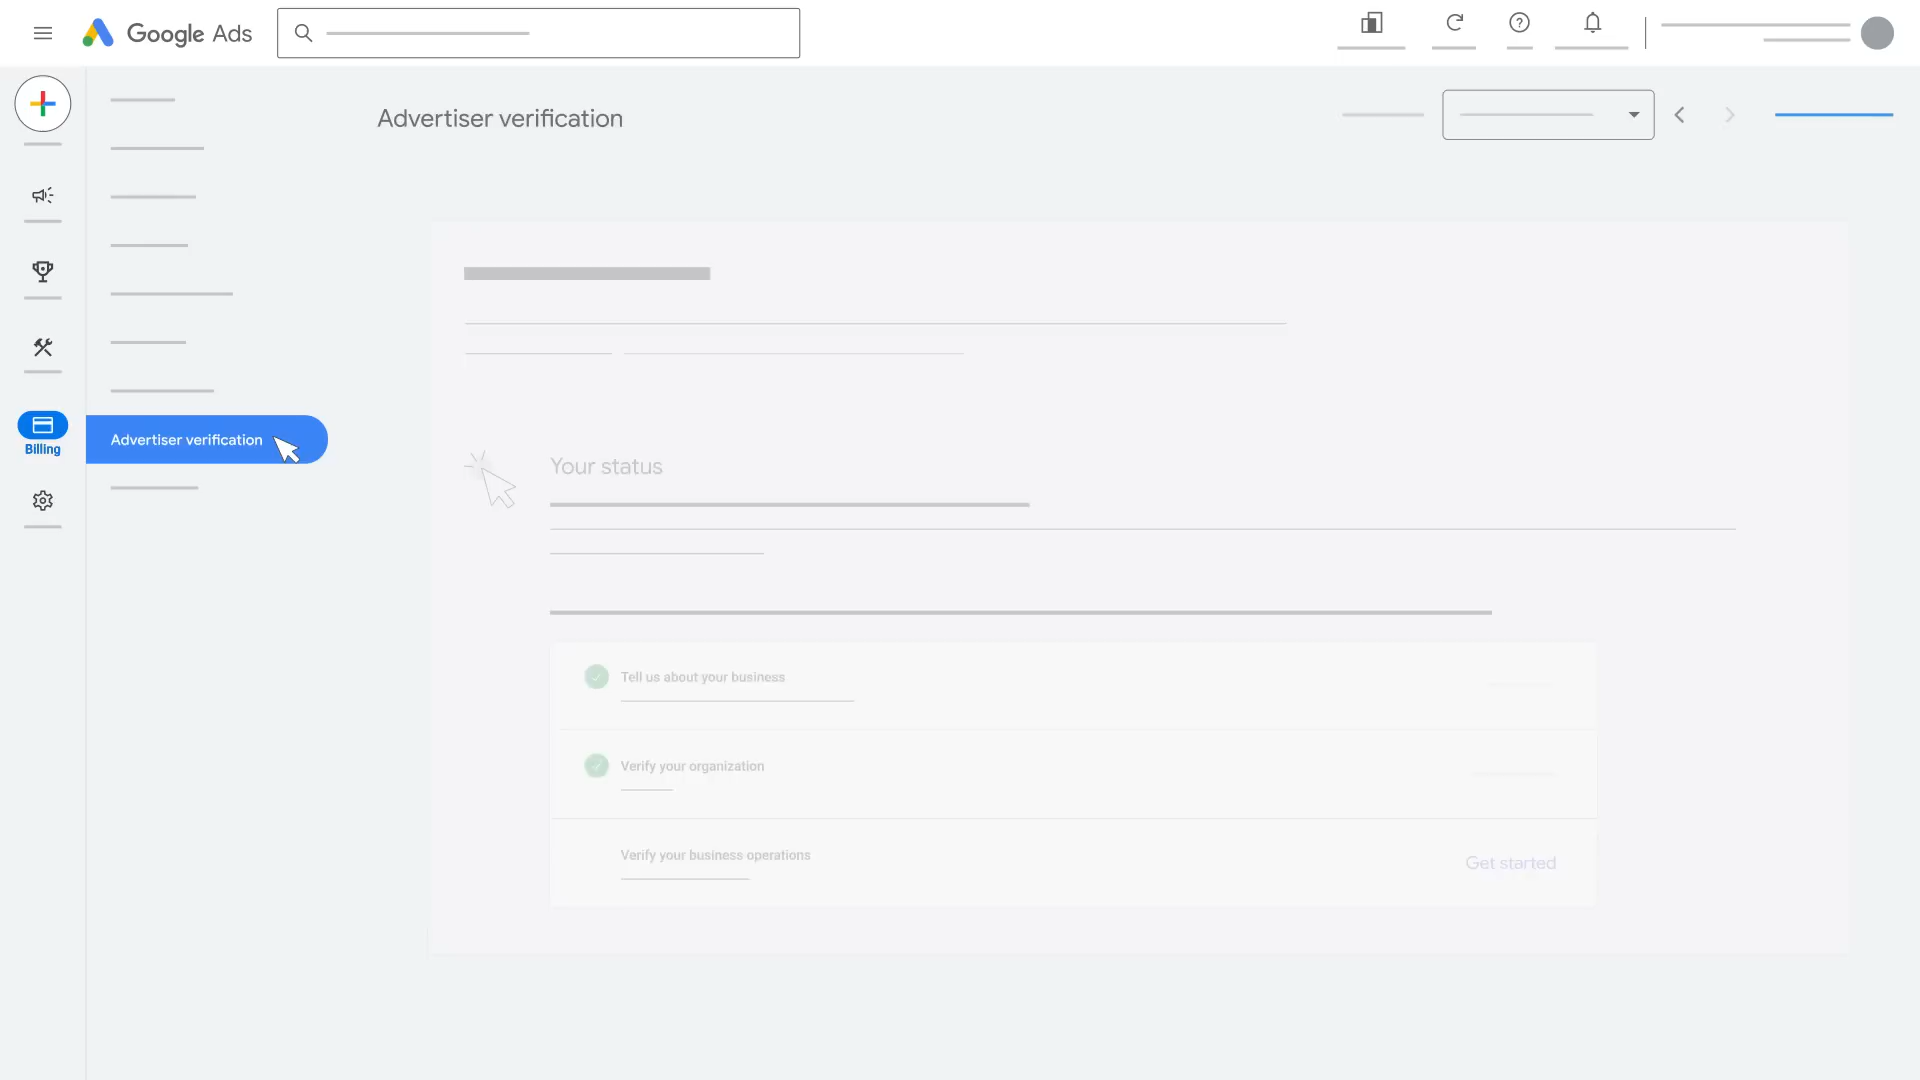 Google Ads
Advertiser verification
Billing
Advertiser verification
Your status
Tell us about your business
Verify your organization
Verify your business operations
Get started